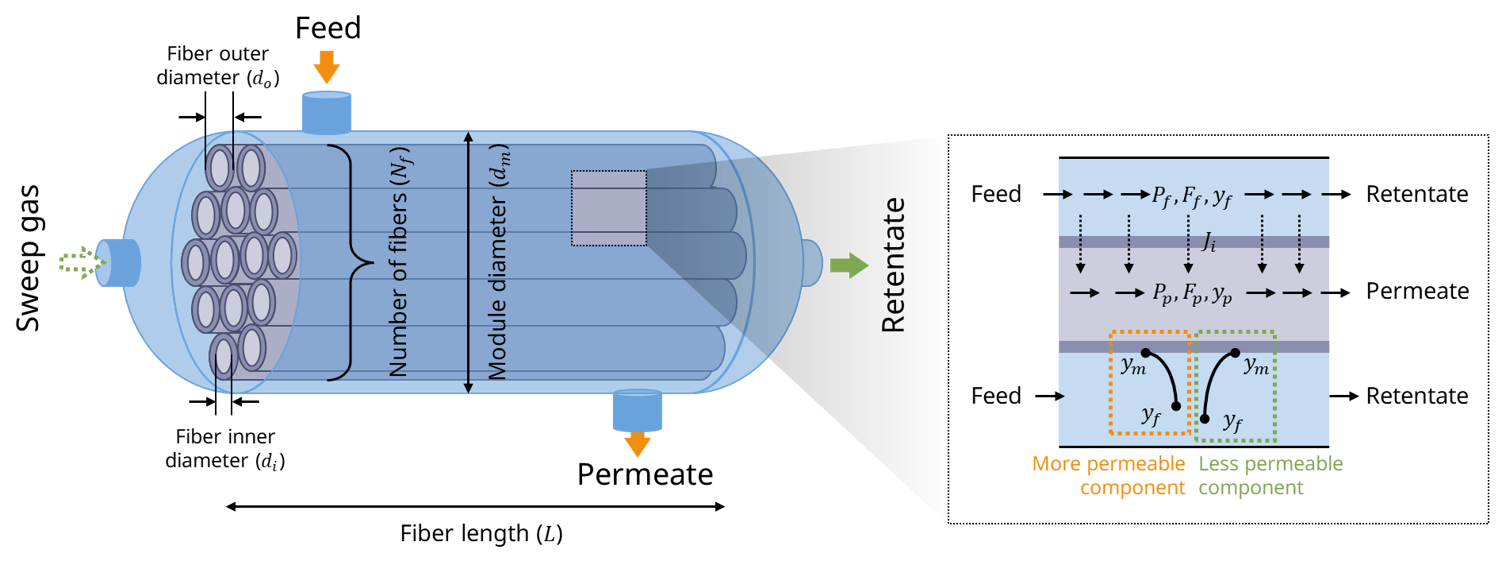 Feed
Fiber outer
diameter (dₒ)
Sweep gas
Number of fibers (N_f)
Module diameter (d_m)
Retentate
Fiber inner
diameter (dᵢ)
Permeate
Fiber length (L)
Feed
P_f, F_f, y_f
Retentate
J_i
P_p, F_p, y_p
Permeate
y_m
y_m
Feed
y_f
y_f
Retentate
More permeable
component
Less permeable
component